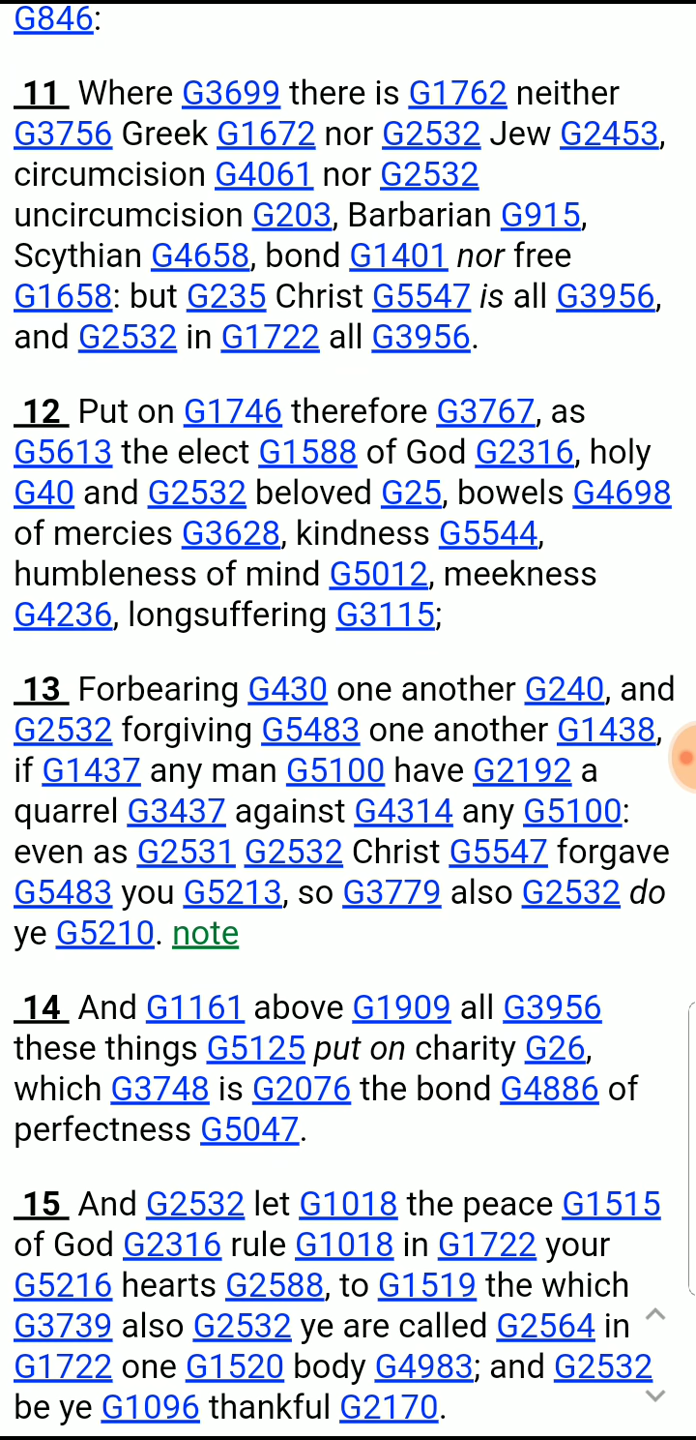 G846:
11 Where G3699 there is G1762 neither
G3756 Greek G1672 nor G2532 Jew G2453,
circumcision G4061 nor G2532
uncircumcision G203, Barbarian G915,
Scythian G4658, bond G1401 nor free
G1658: but G235 Christ G5547 is all G3956,
and G2532 in G1722 all G3956.
12 Put on G1746 therefore G3767, as
G5613 the elect G1588 of God G2316, holy
G40 and G2532 beloved G25, bowels G4698
of mercies G3628, kindness G5544,
humbleness of mind G5012, meekness
G4236, longsuffering G3115;
13 Forbearing G430 one another G240, and
G2532 forgiving G5483 one another G1438,
if G1437 any man G5100 have G2192 a
quarrel G3437 against G4314 any G5100:
even as G2531 G2532 Christ G5547 forgave
G5483 you G5213, so G3779 also G2532 do
ye G5210. note
14 And G1161 above G1909 all G3956
these things G5125 put on charity G26,
which G3748 is G2076 the bond G4886 of
perfectness G5047.
15 And G2532 let G1018 the peace G1515
of God G2316 rule G1018 in G1722 your
G5216 hearts G2588, to G1519 the which
G3739 also G2532 ye are called G2564 in
G1722 one G1520 body G4983; and G2532
be ye G1096 thankful G2170.